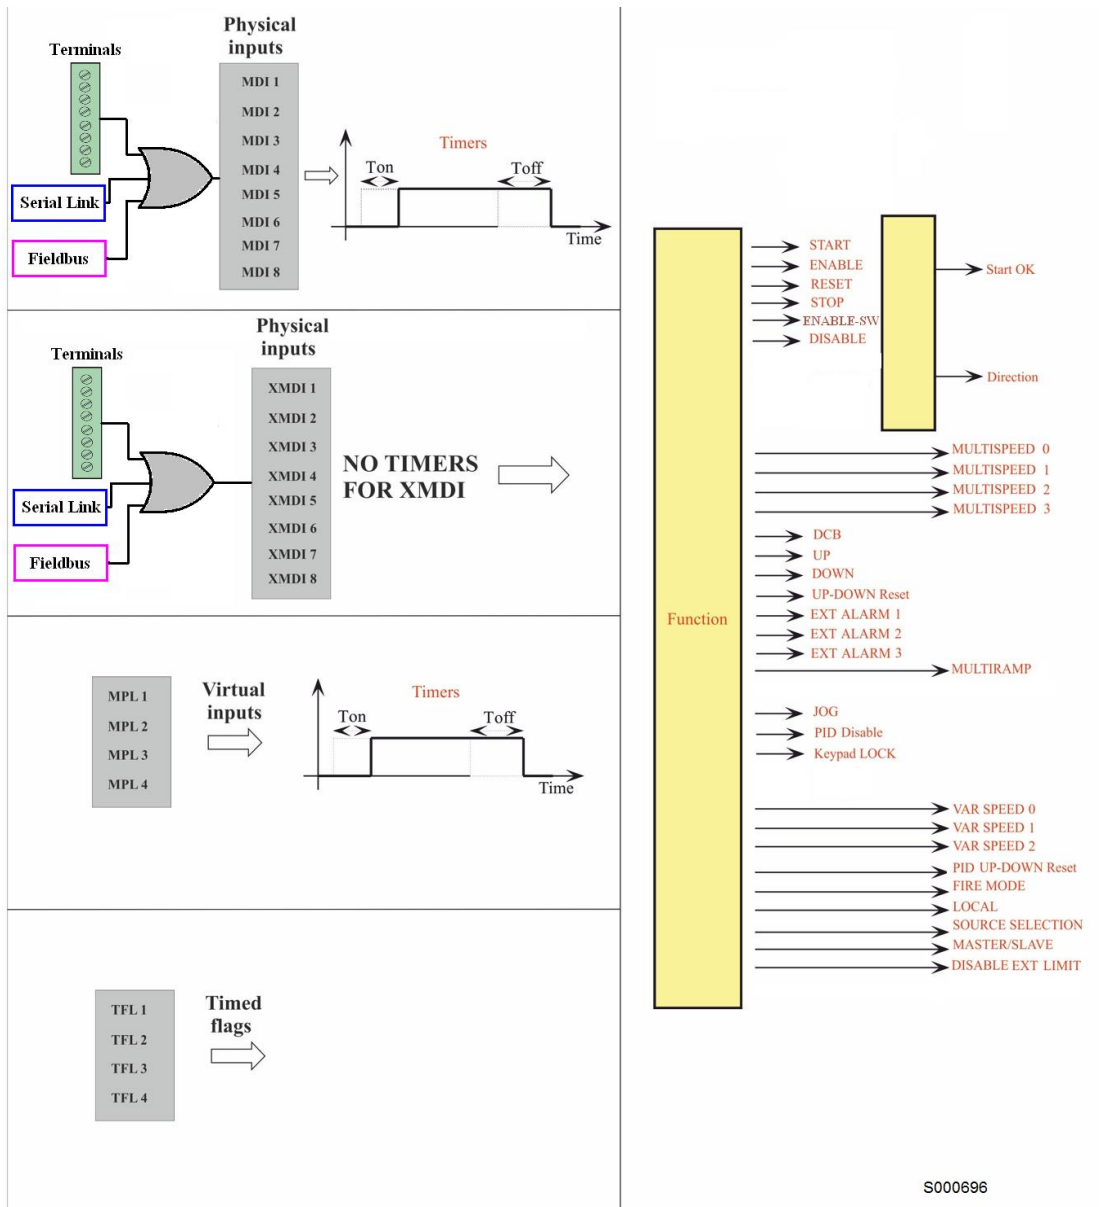 Physical
inputs
Terminals
MDI 1
MDI 2
MDI 3
MDI 4
MDI 5
MDI 6
MDI 7
MDI 8
Serial Link
Fieldbus
Timers
Ton
Toff
Time
Physical
inputs
Terminals
XMDI 1
XMDI 2
XMDI 3
XMDI 4
XMDI 5
XMDI 6
XMDI 7
XMDI 8
Serial Link
Fieldbus
NO TIMERS
FOR XMDI
MPL 1
MPL 2
MPL 3
MPL 4
Virtual
inputs
Timers
Ton
Toff
Time
TFL 1
TFL 2
TFL 3
TFL 4
Timed
flags
Function
START
ENABLE
RESET
STOP
ENABLE-SW
DISABLE
Start OK
Direction
MULTISPEED 0
MULTISPEED 1
MULTISPEED 2
MULTISPEED 3
DCB
UP
DOWN
UP-DOWN Reset
EXT ALARM 1
EXT ALARM 2
EXT ALARM 3
MULTIRAMP
JOG
PID Disable
Keypad LOCK
VAR SPEED 0
VAR SPEED 1
VAR SPEED 2
PID UP-DOWN Reset
FIRE MODE
LOCAL
SOURCE SELECTION
MASTER/SLAVE
DISABLE EXT LIMIT
S000696